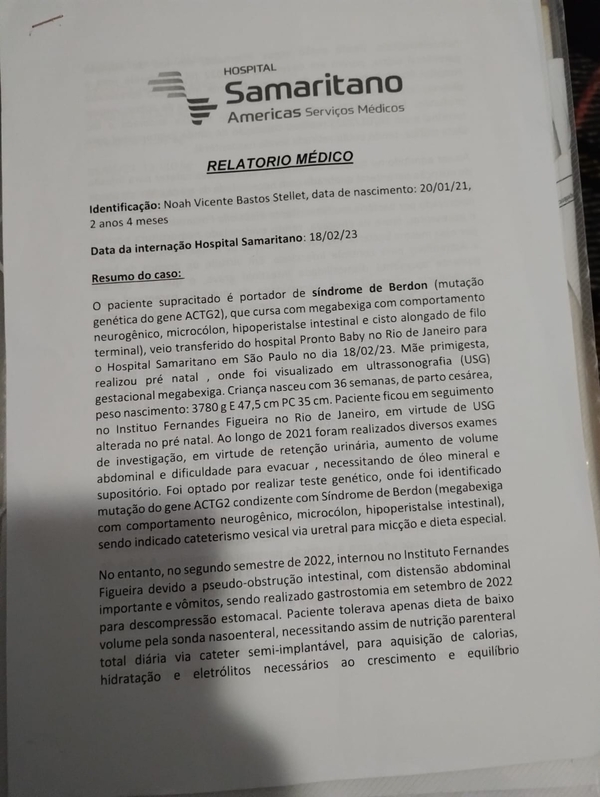 HOSPITAL
Samaritano
Americas Serviços Médicos
RELATORIO MÉDICO
Identificação: Noah Vicente Bastos Stellet, data de nascimento: 20/01/21,
2 anos 4 meses
Data da internação Hospital Samaritano: 18/02/23
Resumo do caso:
O paciente supracitado é portador de síndrome de Berdon (mutação
genética do gene ACTG2), que cursa com megabexiga com comportamento
neurogênico, microcólon, hipoperistalse intestinal e cisto alongado de filo
terminal), veio transferido do hospital Pronto Baby no Rio de Janeiro para
o Hospital Samaritano em São Paulo no dia 18/02/23. Mãe primigesta,
realizou pré natal , onde foi visualizado em ultrassonografia (USG)
gestacional megabexiga. Criança nasceu com 36 semanas, de parto cesárea,
peso nascimento: 3780 g E 47,5 cm PC 35 cm. Paciente ficou em seguimento
no Instituo Fernandes Figueira no Rio de Janeiro, em virtude de USG
alterada no pré natal. Ao longo de 2021 foram realizados diversos exames
de investigação, em virtude de retenção urinária, aumento de volume
abdominal e dificuldade para evacuar , necessitando de óleo mineral e
supositório. Foi optado por realizar teste genético, onde foi identificado
mutação do gene ACTG2 condizente com Síndrome de Berdon (megabexiga
com comportamento neurogênico, microcólon, hipoperistalse intestinal),
sendo indicado cateterismo vesical via uretral para micção e dieta especial.
No entanto, no segundo semestre de 2022, internou no Instituto Fernandes
Figueira devido a pseudo-obstrução intestinal, com distensão abdominal
importante e vômitos, sendo realizado gastrostomia em setembro de 2022
para descompressão estomacal. Paciente tolerava apenas dieta de baixo
volume pela sonda nasoenteral, necessitando assim de nutrição parenteral
total diária via cateter semi-implantável, para aquisição de calorias,
hidratação e eletrólitos necessários ao crescimento e equilíbrio